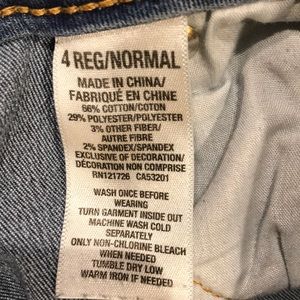 4 REG/NORMAL
MADE IN CHINA/
FABRIQUÉ EN CHINE
66% COTTON/COTON
29% POLYESTER/POLYESTER
3% OTHER FIBER/
AUTRE FIBRE
2% SPANDEX/SPANDEX
EXCLUSIVE OF DECORATION/
DÉCORATION NON COMPRISE
RN121726 CA53201
WASH ONCE BEFORE
WEARING
TURN GARMENT INSIDE OUT
MACHINE WASH COLD
SEPARATELY
ONLY NON-CHLORINE BLEACH
WHEN NEEDED
TUMBLE DRY LOW
WARM IRON IF NEEDED